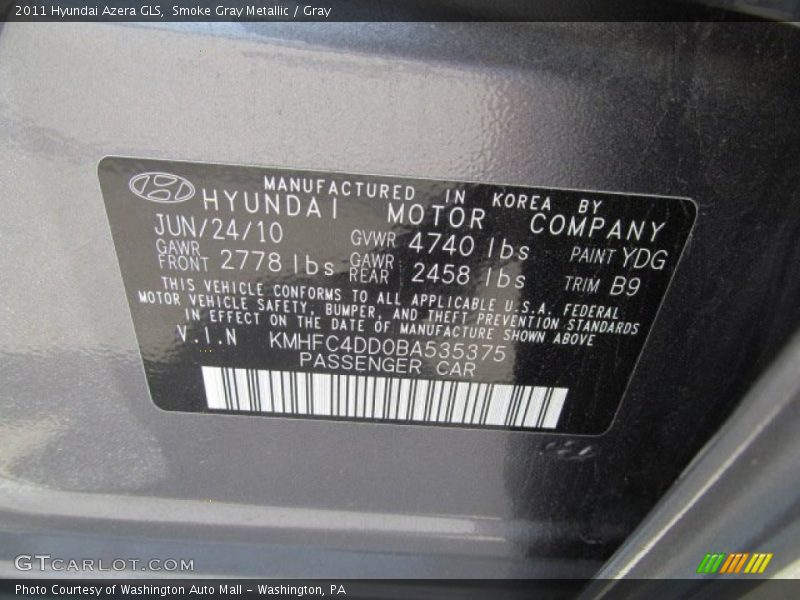 2011 Hyundai Azera GLS, Smoke Gray Metallic / Gray
MANUFACTURED IN KOREA BY
HYUNDAI MOTOR COMPANY
JUN/24/10 GVWR 4740 lbs PAINT YDG
GAWR FRONT 2778 lbs GAWR REAR 2458 lbs TRIM B9
THIS VEHICLE CONFORMS TO ALL APPLICABLE U.S.A. FEDERAL
MOTOR VEHICLE SAFETY, BUMPER, AND THEFT PREVENTION STANDARDS
IN EFFECT ON THE DATE OF MANUFACTURE SHOWN ABOVE
V.I.N KMHFC4DD0BA535375
PASSENGER CAR
GTCARLOT.COM
Photo Courtesy of Washington Auto Mall - Washington, PA